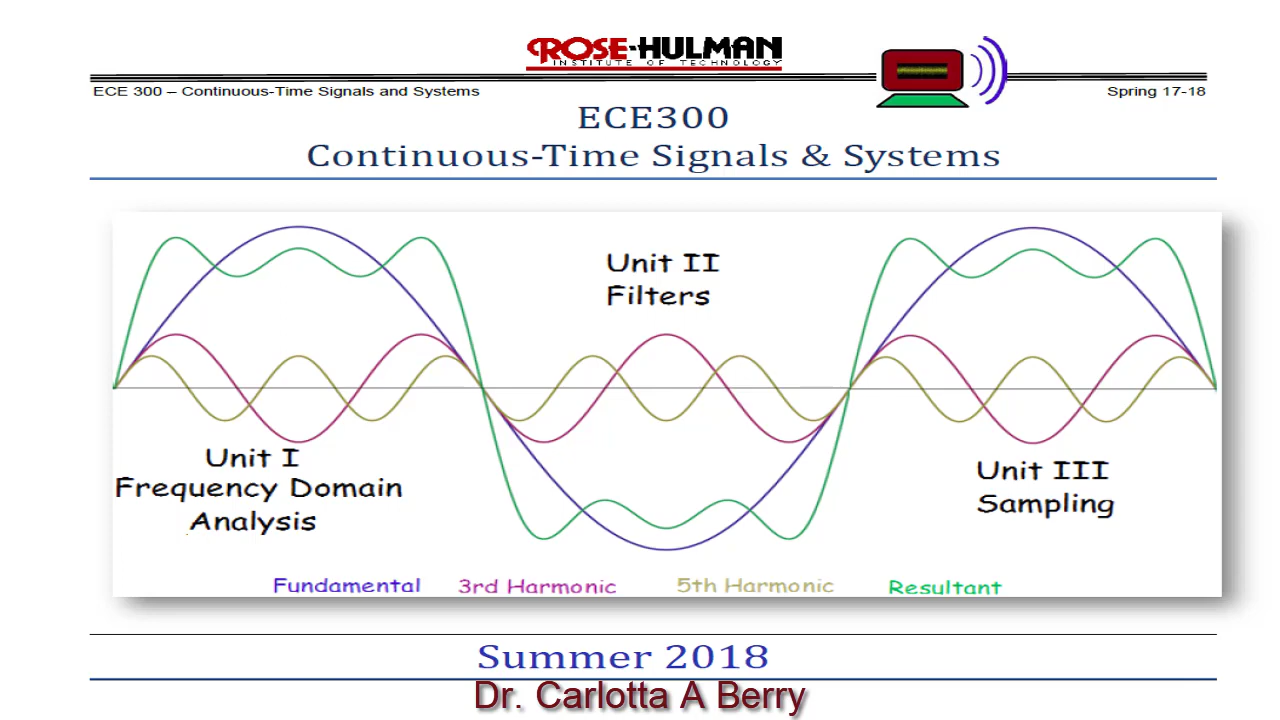 ROSE-HULMAN
INSTITUTE OF TECHNOLOGY
ECE 300 – Continuous-Time Signals and Systems
Spring 17-18
ECE300
Continuous-Time Signals & Systems
Unit II
Filters
Unit I
Frequency Domain
Analysis
Unit III
Sampling
Fundamental 3rd Harmonic 5th Harmonic Resultant
Summer 2018
Dr. Carlotta A Berry